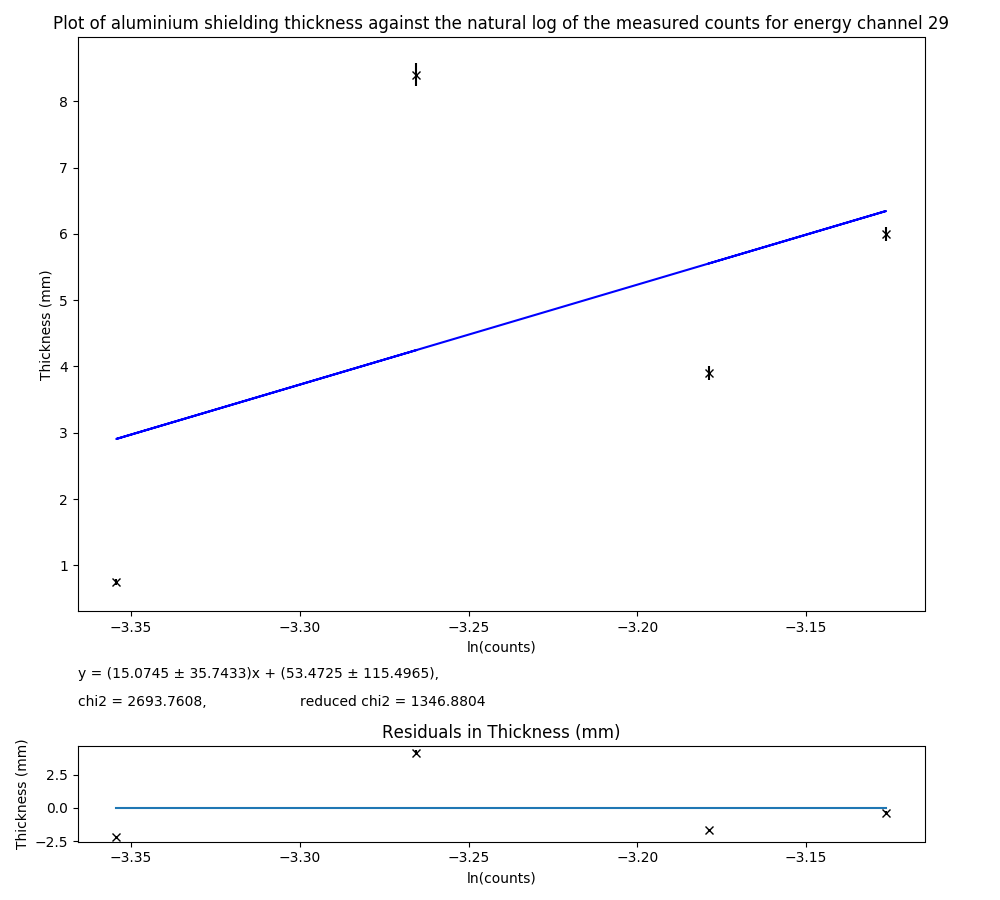 Plot of aluminium shielding thickness against the natural log of the measured counts for energy channel 29
Thickness (mm)
8
7
6
5
4
3
2
1
−3.35 −3.30 −3.25 −3.20 −3.15
ln(counts)
y = (15.0745 ± 35.7433)x + (53.4725 ± 115.4965),
chi2 = 2693.7608, reduced chi2 = 1346.8804
Residuals in Thickness (mm)
Thickness (mm)
2.5
0.0
−2.5
−3.35 −3.30 −3.25 −3.20 −3.15
ln(counts)